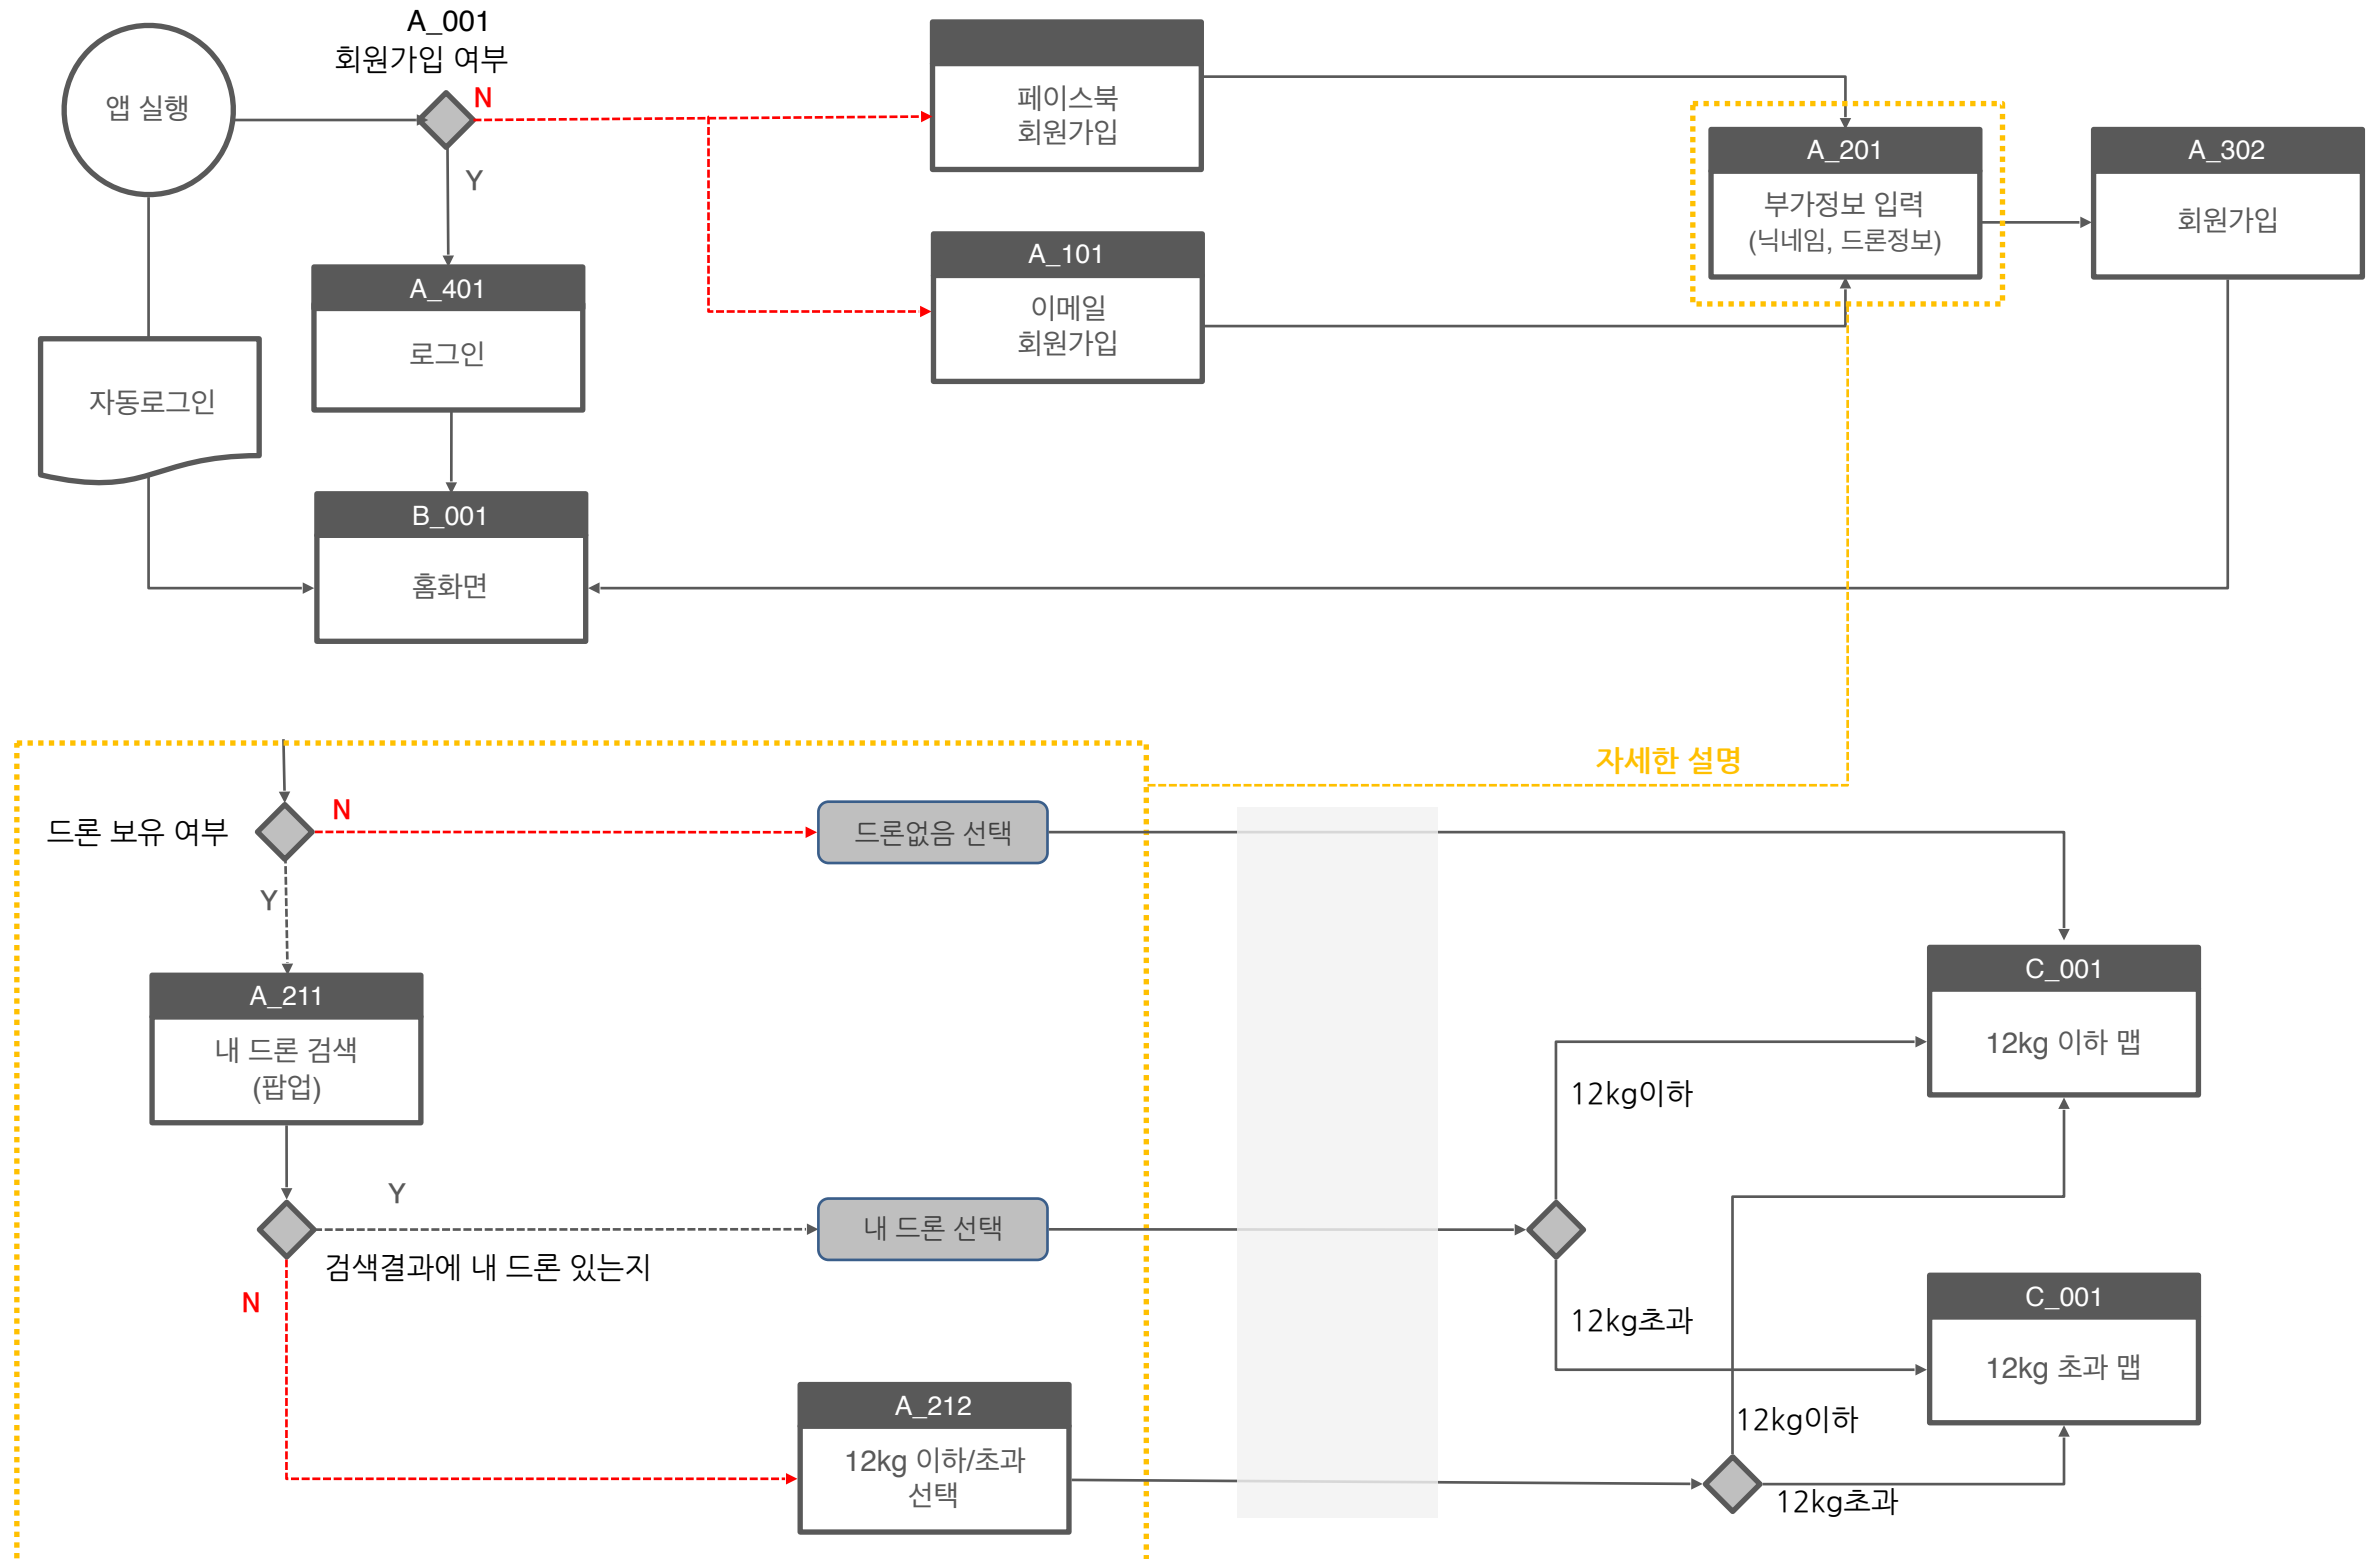 A_001
회원가입 여부
앱 실행
N
Y
페이스북
회원가입
A_201
부가정보 입력
(닉네임, 드론정보)
A_302
회원가입
A_101
이메일
회원가입
A_401
로그인
자동로그인
B_001
홈화면
자세한 설명
드론 보유 여부
N
Y
드론없음 선택
A_211
내 드론 검색
(팝업)
Y
검색결과에 내 드론 있는지
N
내 드론 선택
A_212
12kg 이하/초과
선택
12kg이하
12kg초과
C_001
12kg 이하 맵
C_001
12kg 초과 맵
12kg이하
12kg초과